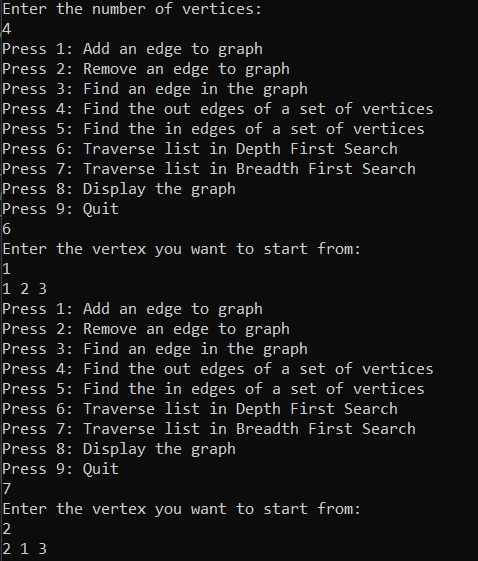 Enter the number of vertices:
4
Press 1: Add an edge to graph
Press 2: Remove an edge to graph
Press 3: Find an edge in the graph
Press 4: Find the out edges of a set of vertices
Press 5: Find the in edges of a set of vertices
Press 6: Traverse list in Depth First Search
Press 7: Traverse list in Breadth First Search
Press 8: Display the graph
Press 9: Quit
6
Enter the vertex you want to start from:
1
1 2 3
Press 1: Add an edge to graph
Press 2: Remove an edge to graph
Press 3: Find an edge in the graph
Press 4: Find the out edges of a set of vertices
Press 5: Find the in edges of a set of vertices
Press 6: Traverse list in Depth First Search
Press 7: Traverse list in Breadth First Search
Press 8: Display the graph
Press 9: Quit
7
Enter the vertex you want to start from:
2
2 1 3